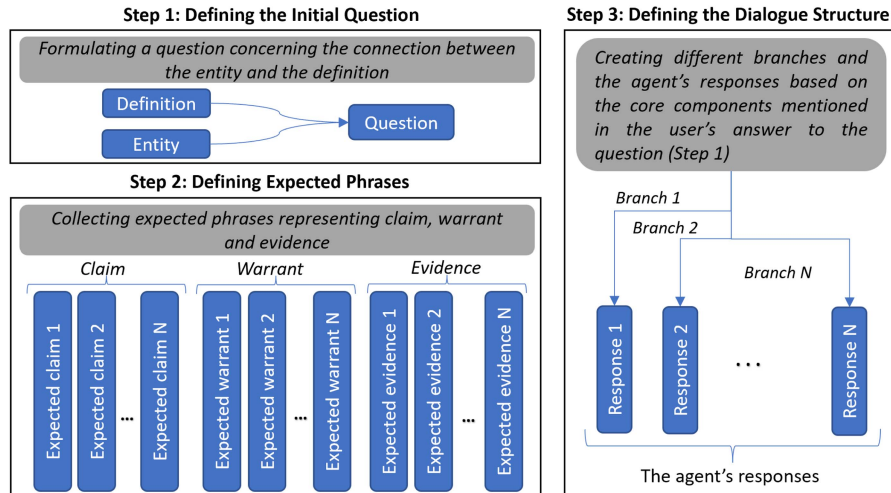 Step 1: Defining the Initial Question
Formulating a question concerning the connection between
the entity and the definition
Definition
Entity
Question
Step 2: Defining Expected Phrases
Collecting expected phrases representing claim, warrant
and evidence
Claim
Warrant
Evidence
Expected claim 1
Expected claim 2
...
Expected claim N
Expected warrant 1
Expected warrant 2
...
Expected warrant N
Expected evidence 1
Expected evidence 2
...
Expected evidence N
Step 3: Defining the Dialogue Structure
Creating different branches and
the agent's responses based on
the core components mentioned
in the user's answer to the
question (Step 1)
Branch 1
Branch 2
Branch N
Response 1
Response 2
...
Response N
The agent's responses